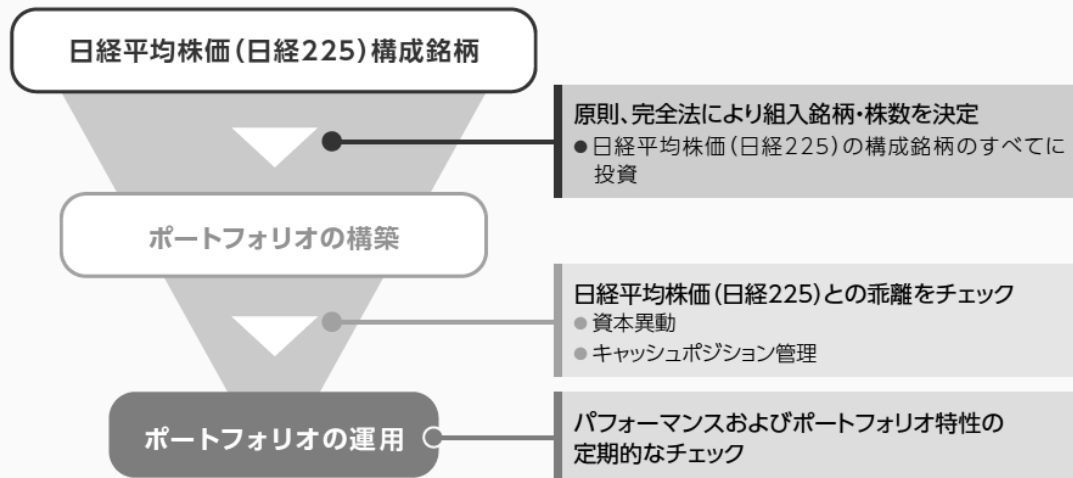 日経平均株価(日経225)構成銘柄
原則、完全法により組入銘柄・株数を決定
●日経平均株価(日経225)の構成銘柄のすべてに
投資
ポートフォリオの構築
日経平均株価(日経225)との乖離をチェック
●資本異動
●キャッシュポジション管理
ポートフォリオの運用
パフォーマンスおよびポートフォリオ特性の
定期的なチェック